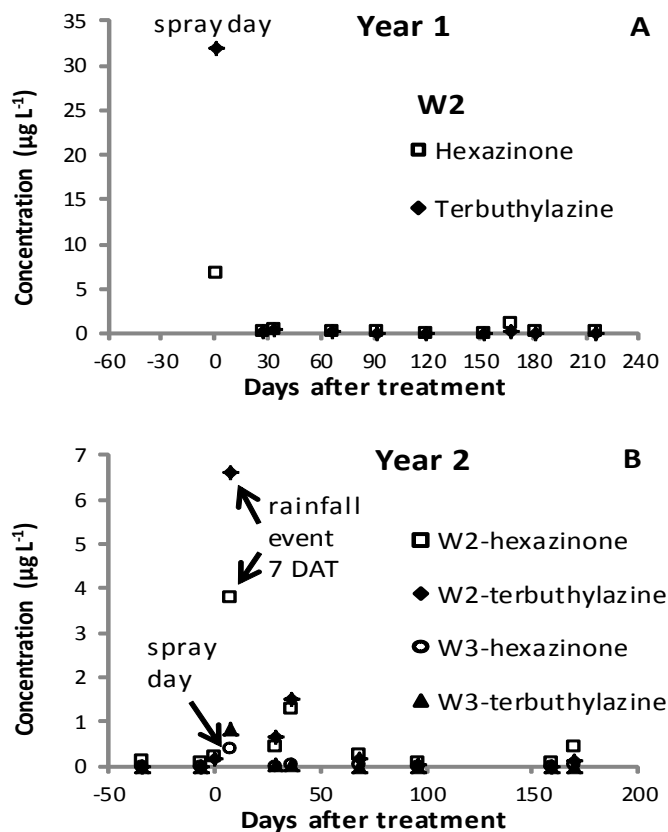 Year 1
A
spray day
Concentration (µg L⁻¹)
35
30
25
20
15
10
5
0
W2
Hexazinone
Terbuthylazine
-60 -30 0 30 60 90 120 150 180 210 240
Days after treatment
Year 2
B
Concentration (µg L⁻¹)
7
6
5
4
3
2
1
0
rainfall
event
7 DAT
spray
day
W2-hexazinone
W2-terbuthylazine
W3-hexazinone
W3-terbuthylazine
-50 0 50 100 150 200
Days after treatment